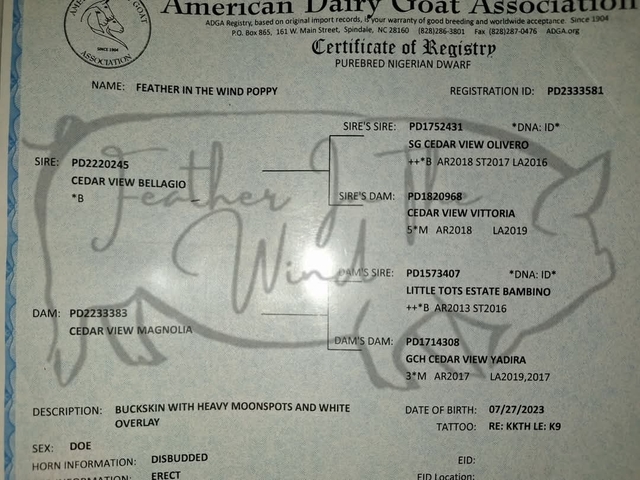 American Dairy Goat Association
ADGA Registry, based on original import records, is your warranty of good breeding and worldwide acceptance. Since 1904
P.O. Box 865, 161 W. Main Street, Spindale, NC 28160 (828)286-3801 Fax (828)287-0476 ADGA.org
Certificate of Registry
PUREBRED NIGERIAN DWARF
GOAT
SINCE 1904
ASSOCIATION
NAME: FEATHER IN THE WIND POPPY REGISTRATION ID: PD2333581
SIRE'S SIRE: PD1752431 *DNA: ID*
SG CEDAR VIEW OLIVERO
++*B AR2018 ST2017 LA2016
SIRE: PD2220245
CEDAR VIEW BELLAGIO
*B
SIRE'S DAM: PD1820968
CEDAR VIEW VITTORIA
5*M AR2018 LA2019
Feather In The
Wind
DAM'S SIRE: PD1573407 *DNA: ID*
LITTLE TOTS ESTATE BAMBINO
++*B AR2013 ST2016
DAM: PD2233383
CEDAR VIEW MAGNOLIA
DAM'S DAM: PD1714308
GCH CEDAR VIEW YADIRA
3*M AR2017 LA2019,2017
DESCRIPTION: BUCKSKIN WITH HEAVY MOONSPOTS AND WHITE
OVERLAY
DATE OF BIRTH: 07/27/2023
TATTOO: RE: KKTH LE: K9
SEX: DOE
HORN INFORMATION: DISBUDDED
EID:
INFORMATION: ERECT
EID Location: